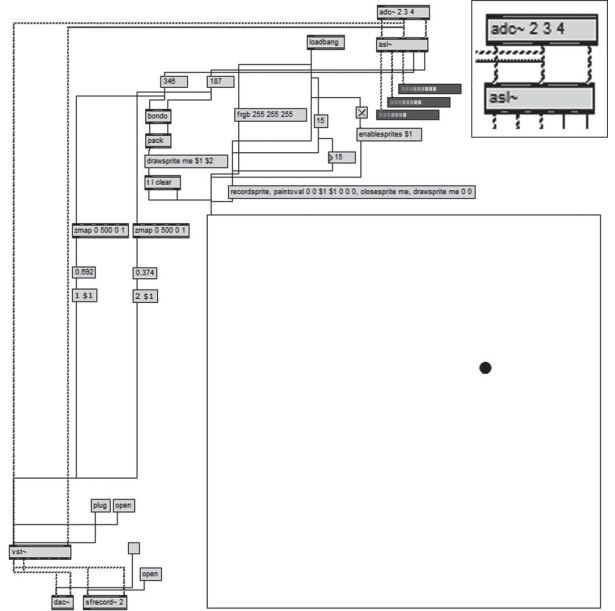 adc~ 2 3 4
adc~ 2 3 4
loadbang
asl~
346
187
asl~
bondo
frgb 255 255 255
15
enablesprites $1
pack
drawsprite me $1 $2
15
t l clear
recordsprite, paintoval 0 0 $1 $1 0 0 0, closesprite me, drawsprite me 0 0
zmap 0 500 0 1
zmap 0 500 0 1
0.692
0.374
1 $1
2 $1
plug
open
vst~
open
dac~
sfrecord~ 2